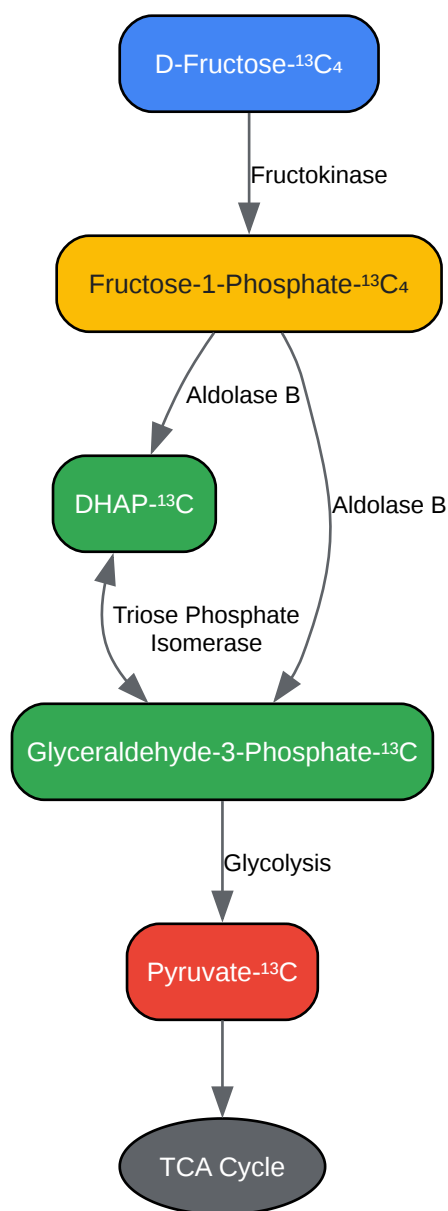 D-Fructose-¹³C₄
Fructokinase
Fructose-1-Phosphate-¹³C₄
Aldolase B
DHAP-¹³C
Aldolase B
Triose Phosphate
Isomerase
Glyceraldehyde-3-Phosphate-¹³C
Glycolysis
Pyruvate-¹³C
TCA Cycle